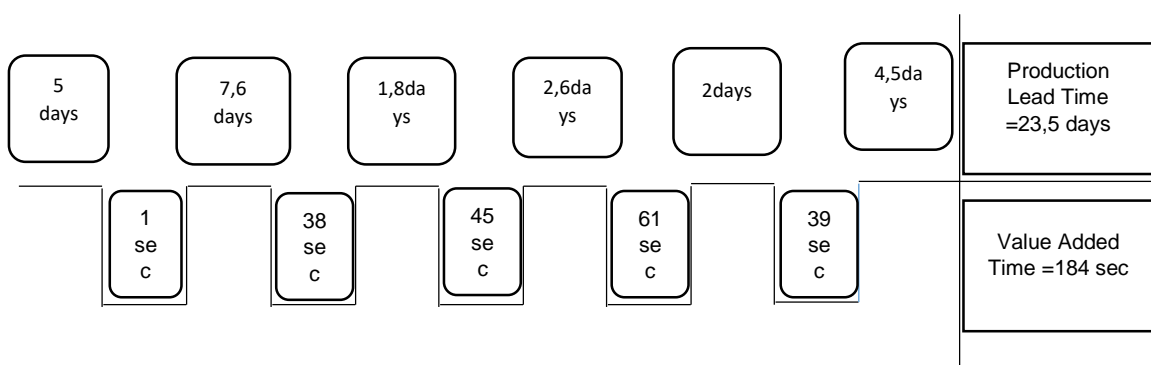 5
days
7,6
days
1,8da
ys
2,6da
ys
2days
4,5da
ys
Production
Lead Time
=23,5 days
1
se
c
38
se
c
45
se
c
61
se
c
39
se
c
Value Added
Time =184 sec